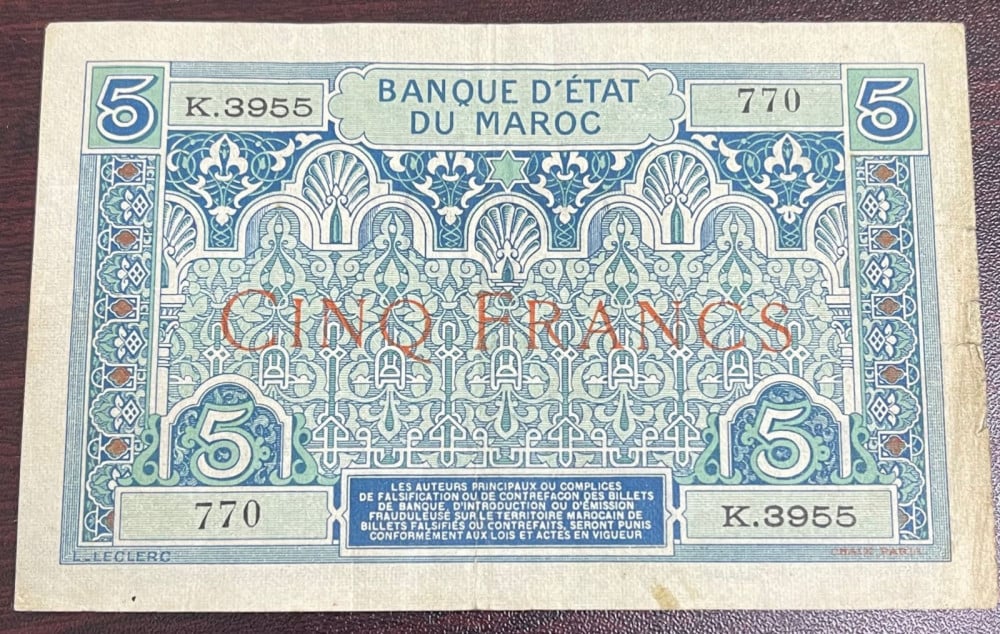 5
K.3955
BANQUE D'ÉTAT
DU MAROC
770
5
CINQ FRANCS
5
5
770
LES AUTEURS PRINCIPAUX OU COMPLICES
DE FALSIFICATION OU DE CONTREFACON DES BILLETS
DE BANQUE, D'INTRODUCTION OU D'ÉMISSION
FRAUDULEUSE SUR LE TERRITOIRE MAROCAIN DE
BILLETS FALSIFIÉS OU CONTREFAITS, SERONT PUNIS
CONFORMÉMENT AUX LOIS ET ACTES EN VIGUEUR
K.3955
L. LECLERC
CHAIX PARIS